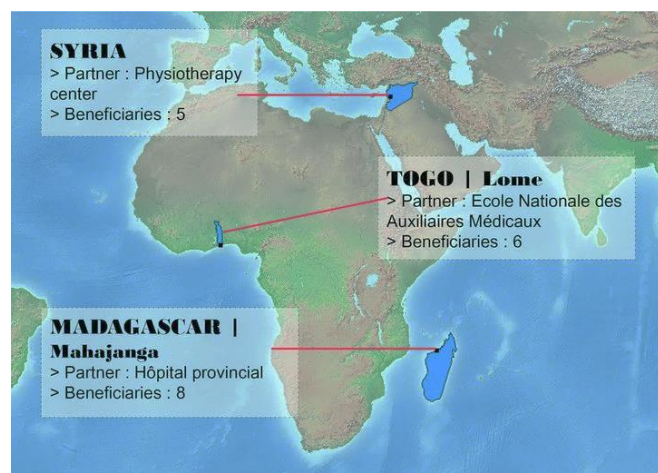 SYRIA
> Partner : Physiotherapy
center
> Beneficiaries : 5
TOGO | Lome
> Partner : Ecole Nationale des
Auxiliaires Médicaux
> Beneficiaries : 6
MADAGASCAR |
Mahajanga
> Partner : Hôpital provincial
> Beneficiaries : 8